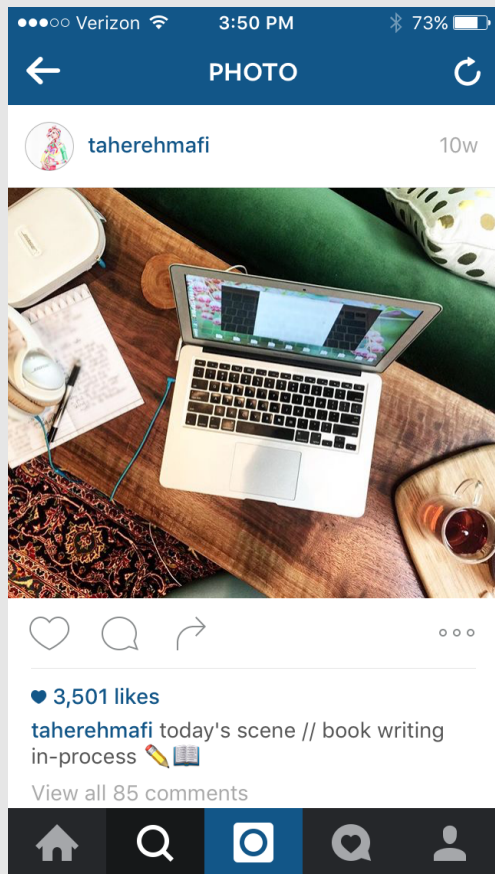 Verizon 3:50 PM 73%
PHOTO
taherehmafi 10w
3,501 likes
taherehmafi today's scene // book writing
in-process ✏️📖
View all 85 comments